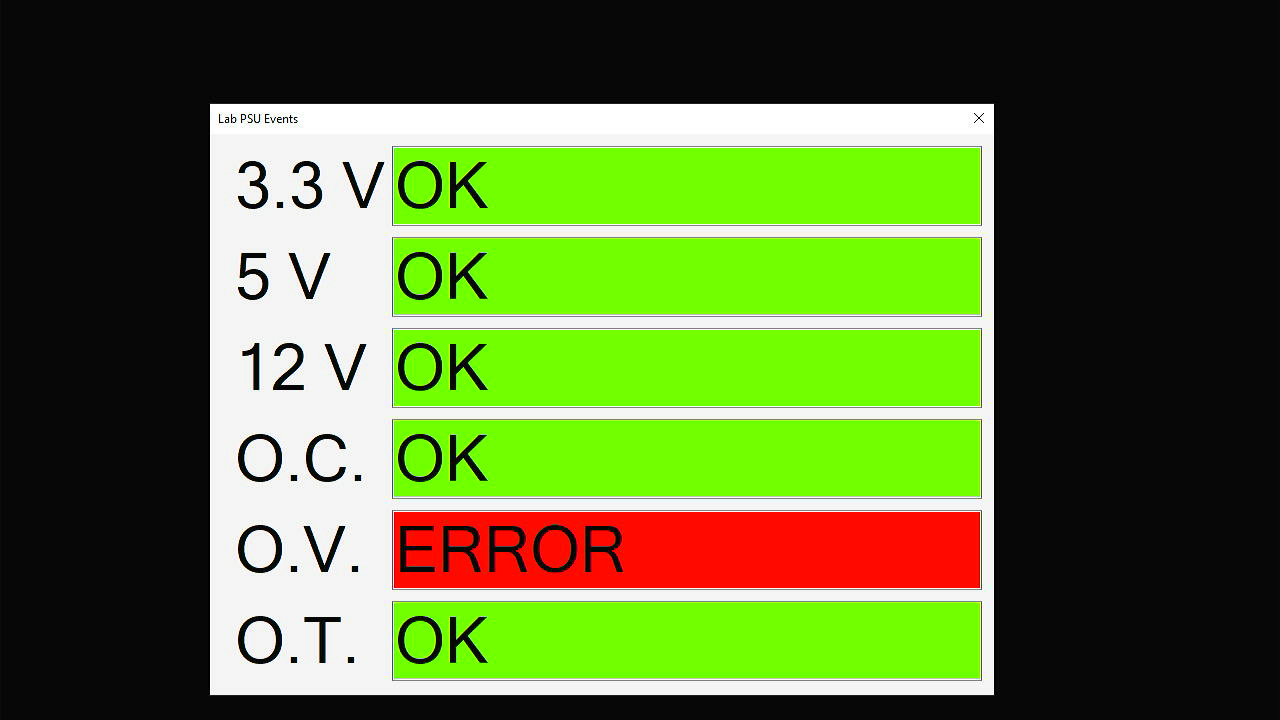 Lab PSU Events
3.3 V OK
5 V OK
12 V OK
O.C. OK
O.V. ERROR
O.T. OK